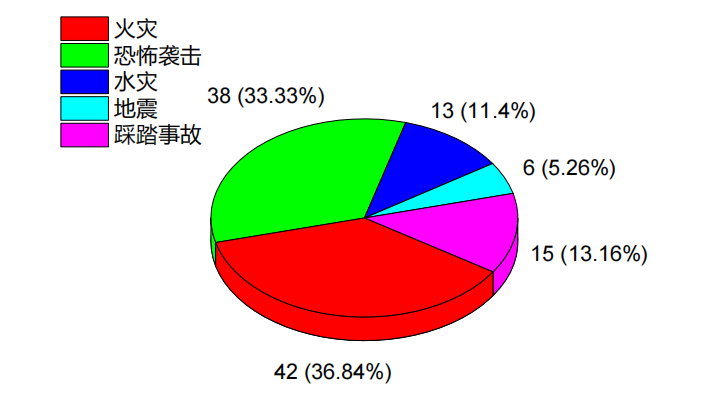 火灾
恐怖袭击
水灾
地震
踩踏事故
38 (33.33%)
13 (11.4%)
6 (5.26%)
15 (13.16%)
42 (36.84%)